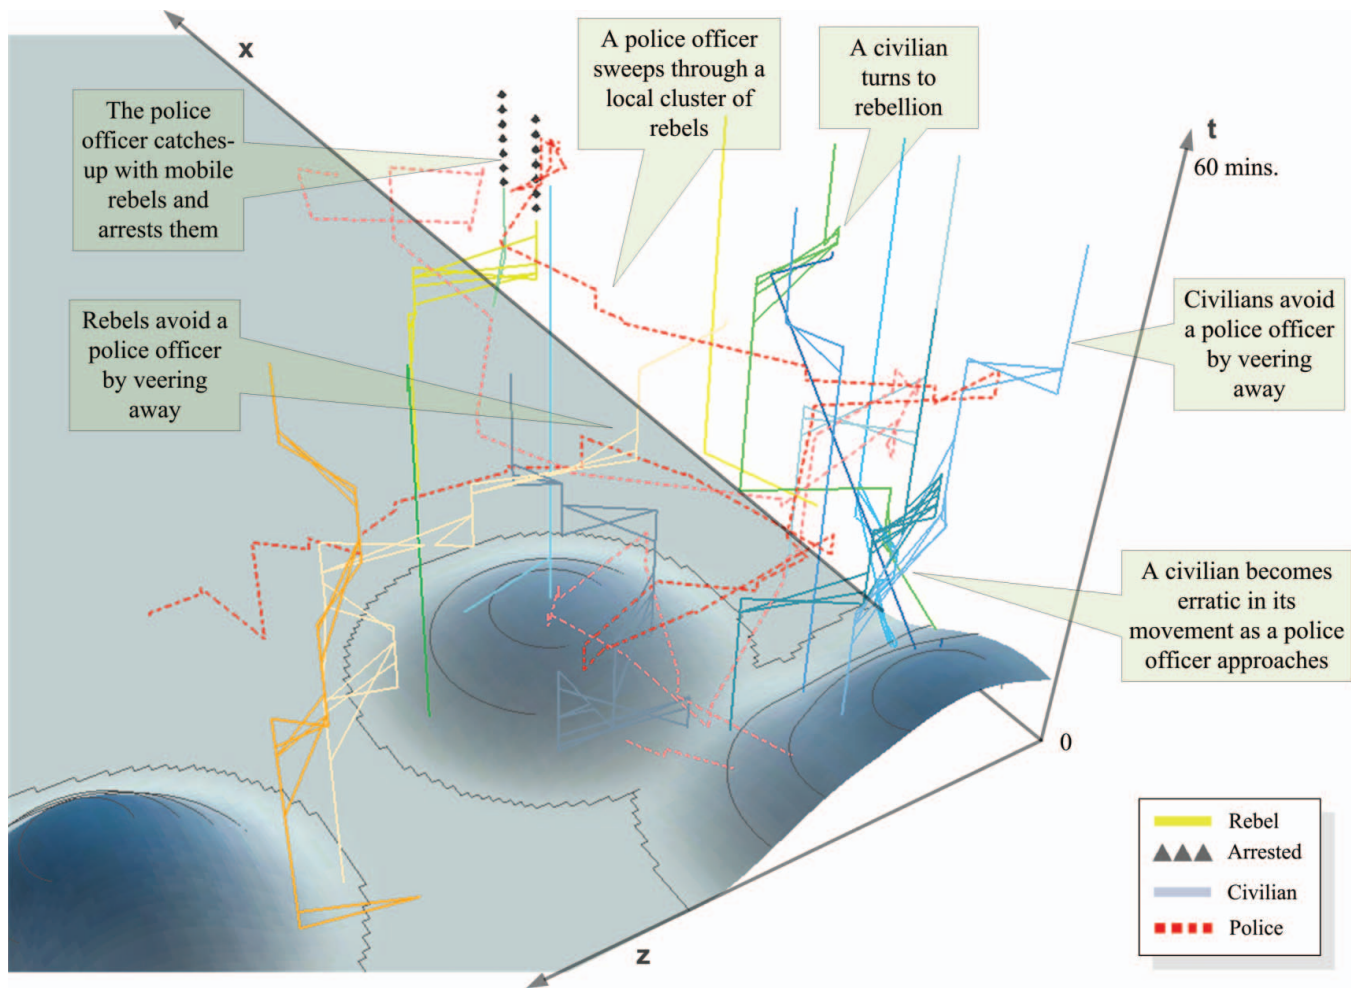 x
A police officer
sweeps through a
local cluster of
rebels
A civilian
turns to
rebellion
The police
officer catches-
up with mobile
rebels and
arrests them
t
60 mins.
Rebels avoid a
police officer
by veering
away
Civilians avoid
a police officer
by veering
away
A civilian becomes
erratic in its
movement as a police
officer approaches
0
z
Rebel
Arrested
Civilian
Police